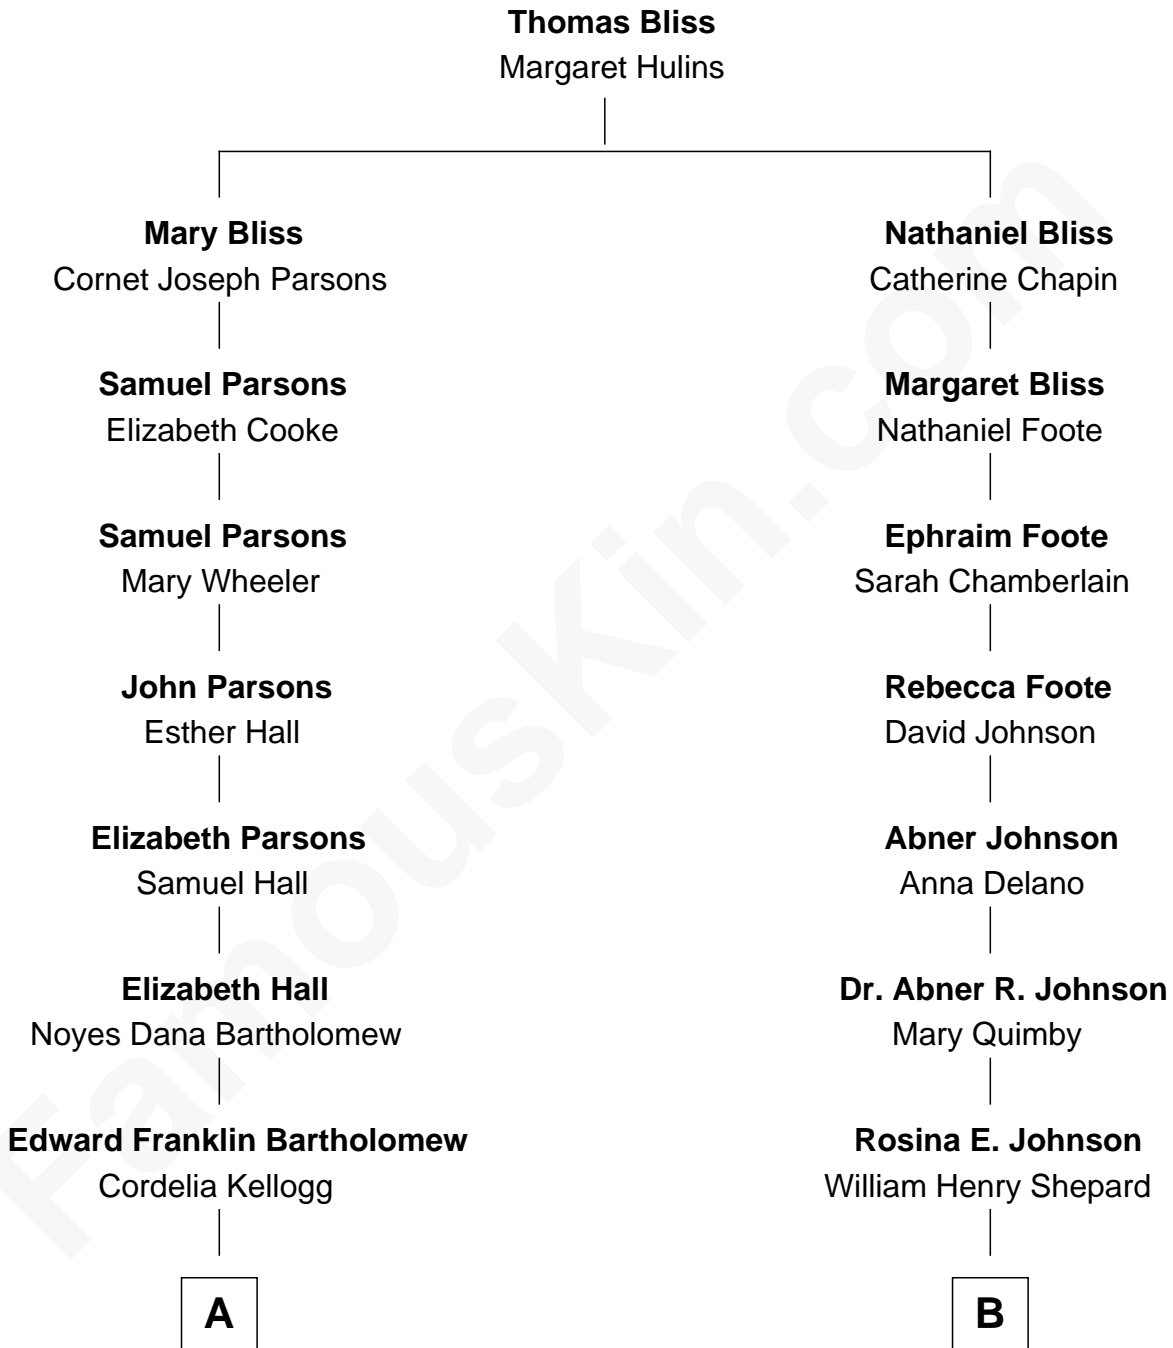 Thomas Bliss
Margaret Hulins
Mary Bliss
Cornet Joseph Parsons
Samuel Parsons
Elizabeth Cooke
Samuel Parsons
Mary Wheeler
John Parsons
Esther Hall
Elizabeth Parsons
Samuel Hall
Elizabeth Hall
Noyes Dana Bartholomew
Edward Franklin Bartholomew
Cordelia Kellogg
A
Nathaniel Bliss
Catherine Chapin
Margaret Bliss
Nathaniel Foote
Ephraim Foote
Sarah Chamberlain
Rebecca Foote
David Johnson
Abner Johnson
Anna Delano
Dr. Abner R. Johnson
Mary Quimby
Rosina E. Johnson
William Henry Shepard
B
FamousKin.com